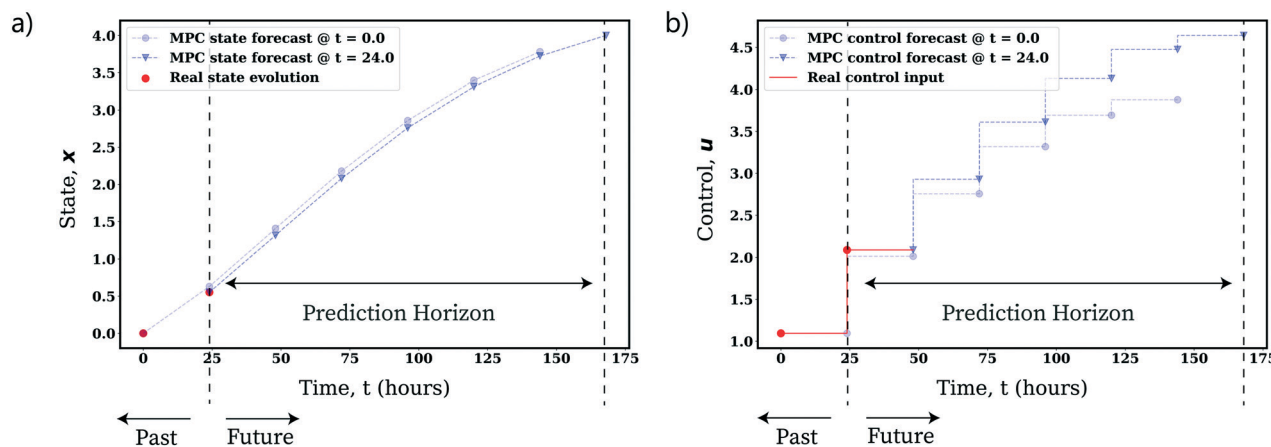 a)
MPC state forecast @ t = 0.0
MPC state forecast @ t = 24.0
Real state evolution
4.0
3.5
3.0
2.5
2.0
1.5
1.0
0.5
0.0
State, x
Prediction Horizon
0 25 50 75 100 125 150 175
Time, t (hours)
Past Future
b)
MPC control forecast @ t = 0.0
MPC control forecast @ t = 24.0
Real control input
4.5
4.0
3.5
3.0
2.5
2.0
1.5
1.0
Control, u
Prediction Horizon
0 25 50 75 100 125 150 175
Time, t (hours)
Past Future